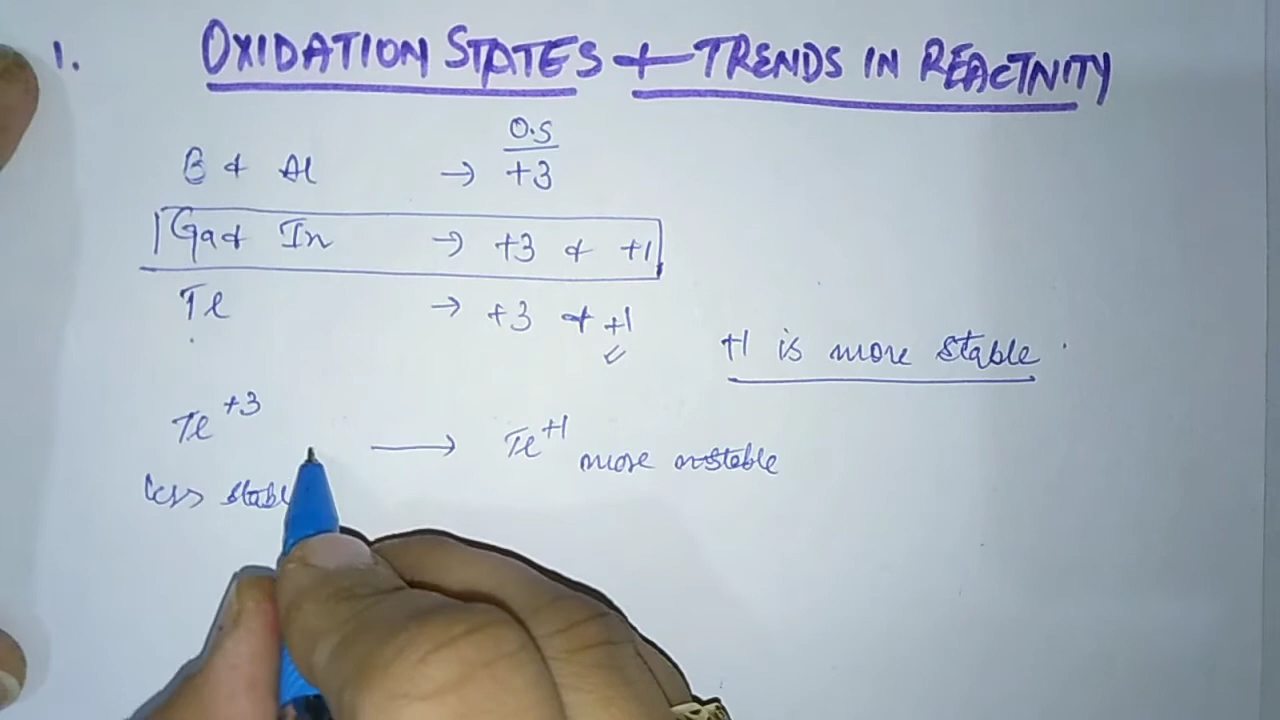 1. OXIDATION STATES + TRENDS IN REACTIVITY
O.S
B & Al → +3
Ga & In → +3 & +1
Tl → +3 & +1
+1 is more stable.
Tl+3 → Tl+1 more stable
less stabl